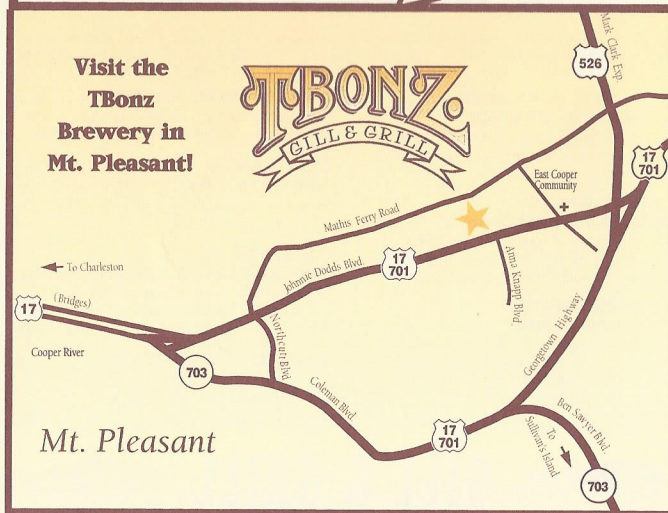 Visit the
TBonz
Brewery in
Mt. Pleasant!
TBONZ
GILL & GRILL
Mark Clark Exp.
526
17
701
East Cooper
Community
Mathis Ferry Road
To Charleston
(Bridges)
17
Johnnie Dodds Blvd.
17
701
Anna Knapp Blvd.
Cooper River
703
Northcutt Blvd
Coleman Blvd
Georgetown Highway
17
701
Ben Sawyer Blvd.
To
Sullivan's Island
703
Mt. Pleasant